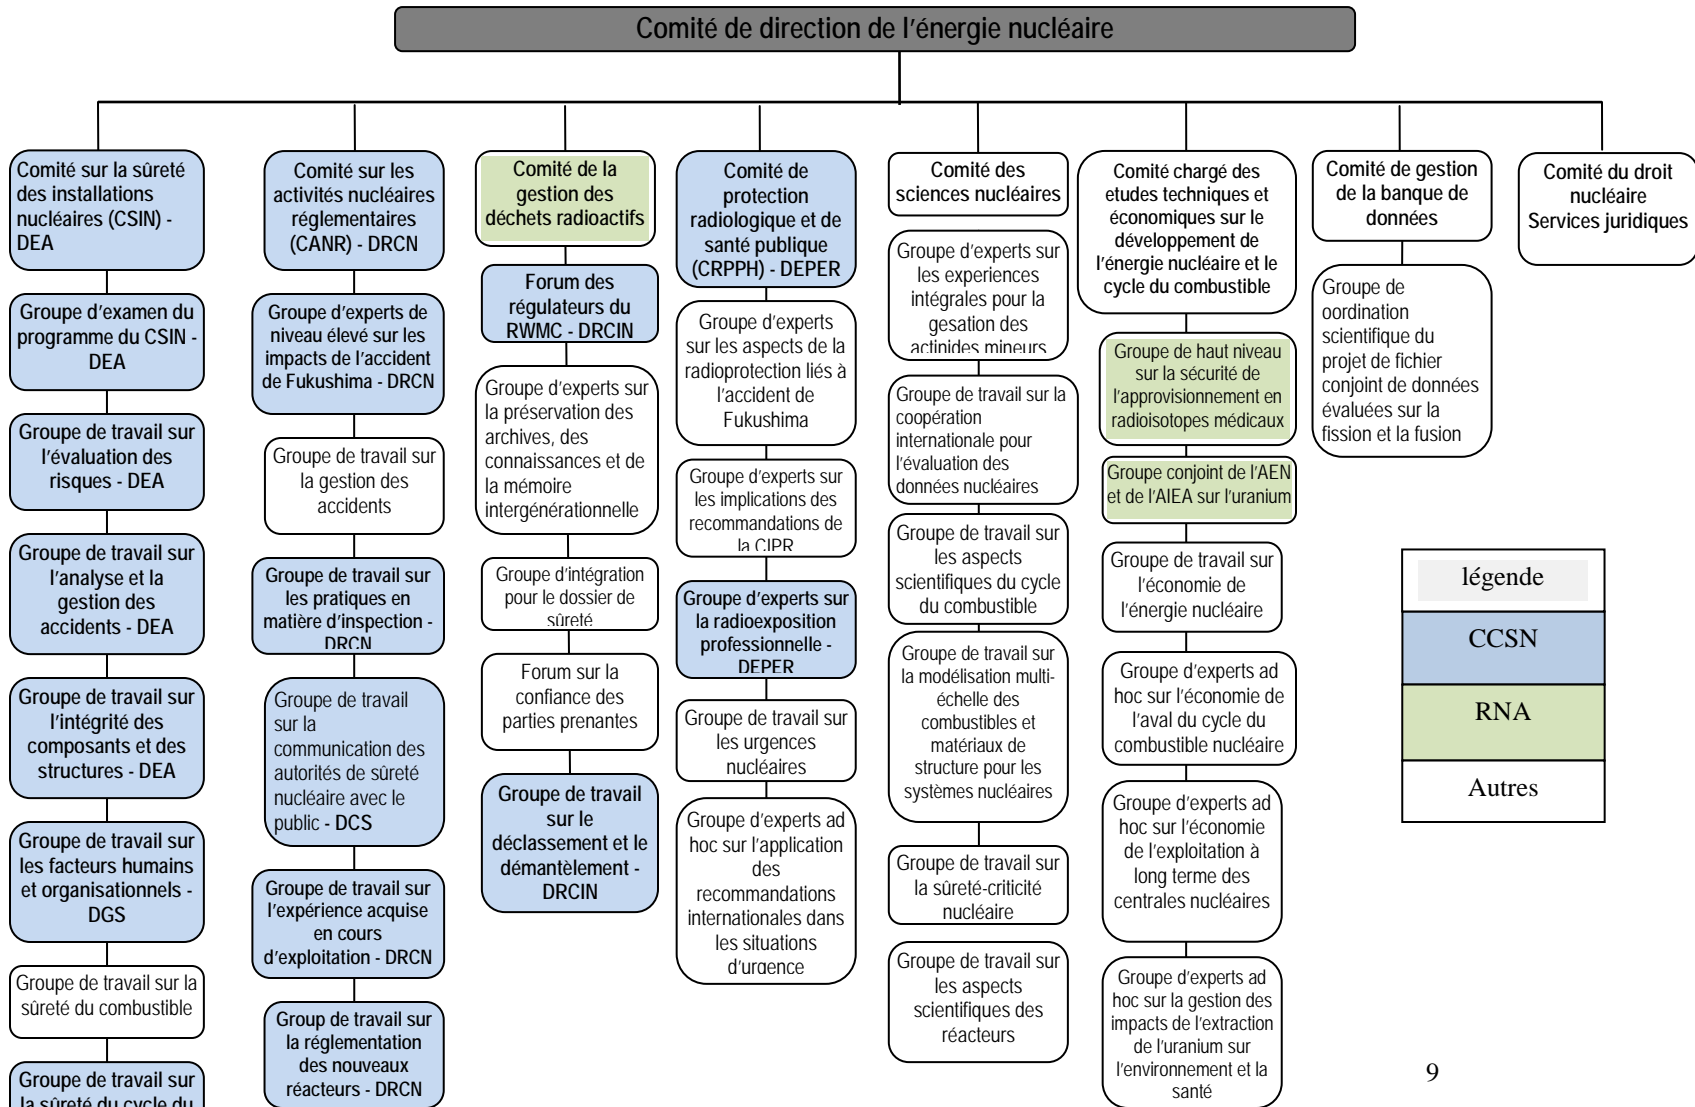 Comité de direction de l'énergie nucléaire
Comité sur la sûreté
des installations
nucléaires (CSIN) -
DEA
Groupe d'examen du
programme du CSIN -
DEA
Groupe de travail sur
l'évaluation des
risques - DEA
Groupe de travail sur
l'analyse et la
gestion des
accidents - DEA
Groupe de travail sur
l'intégrité des
composants et des
structures - DEA
Groupe de travail sur
les facteurs humains
et organisationnels -
DGS
Groupe de travail sur la
sûreté du combustible
Groupe de travail sur
la sûreté du cycle du
Comité sur les
activités nucléaires
réglementaires
(CANR) - DRCN
Groupe d'experts de
niveau élevé sur les
impacts de l'accident
de Fukushima - DRCN
Groupe de travail sur
la gestion des
accidents
Groupe de travail sur
les pratiques en
matière d'inspection -
DRCN
Groupe de travail
sur la
communication des
autorités de sûreté
nucléaire avec le
public - DCS
Groupe de travail sur
l'expérience acquise
en cours
d'exploitation - DRCN
Group de travail sur
la réglementation
des nouveaux
réacteurs - DRCN
Comité de la
gestion des
déchets radioactifs
Forum des
régulateurs du
RWMC - DRCIN
Groupe d'experts sur
la préservation des
archives, des
connaissances et de
la mémoire
intergénérationnelle
Groupe d'intégration
pour le dossier de
sûreté
Forum sur la
confiance des
parties prenantes
Groupe de travail
sur le
déclassement et le
démantèlement -
DRCIN
Comité de
protection
radiologique et de
santé publique
(CRPPH) - DEPER
Groupe d'experts
sur les aspects de la
radioprotection liés à
l'accident de
Fukushima
Groupe d'experts sur
les implications des
recommandations de
la CIPR
Groupe d'experts sur
la radioexposition
professionnelle -
DEPER
Groupe de travail sur
les urgences
nucléaires
Groupe d'experts ad
hoc sur l'application
des
recommandations
internationales dans
les situations
d'urgence
Comité des
sciences nucléaires
Groupe d'experts sur
les experiences
intégrales pour la
gesation des
actinides mineurs
Groupe de travail sur la
coopération
internationale pour
l'évaluation des
données nucléaires
Groupe de travail sur
les aspects
scientifiques du cycle
du combustible
Groupe de travail sur
la modélisation multi-
échelle des
combustibles et
matériaux de
structure pour les
systèmes nucléaires
Groupe de travail sur
la sûreté-criticité
nucléaire
Groupe de travail sur
les aspects
scientifiques des
réacteurs
Comité chargé des
etudes techniques et
économiques sur le
développement de
l'énergie nucléaire et le
cycle du combustible
Groupe de haut niveau
sur la sécurité de
l'approvisionnement en
radioisotopes médicaux
Groupe conjoint de l'AEN
et de l'AIEA sur l'uranium
Groupe de travail sur
l'économie de
l'énergie nucléaire
Groupe d'experts ad
hoc sur l'économie de
l'aval du cycle du
combustible nucléaire
Groupe d'experts ad
hoc sur l'économie
de l'exploitation à
long terme des
centrales nucléaires
Groupe d'experts ad
hoc sur la gestion des
impacts de l'extraction
de l'uranium sur
l'environnement et la
santé
Comité de gestion
de la banque de
données
Groupe de
oordination
scientifique du
projet de fichier
conjoint de données
évaluées sur la
fission et la fusion
Comité du droit
nucléaire
Services juridiques
légende
CCSN
RNA
Autres
9